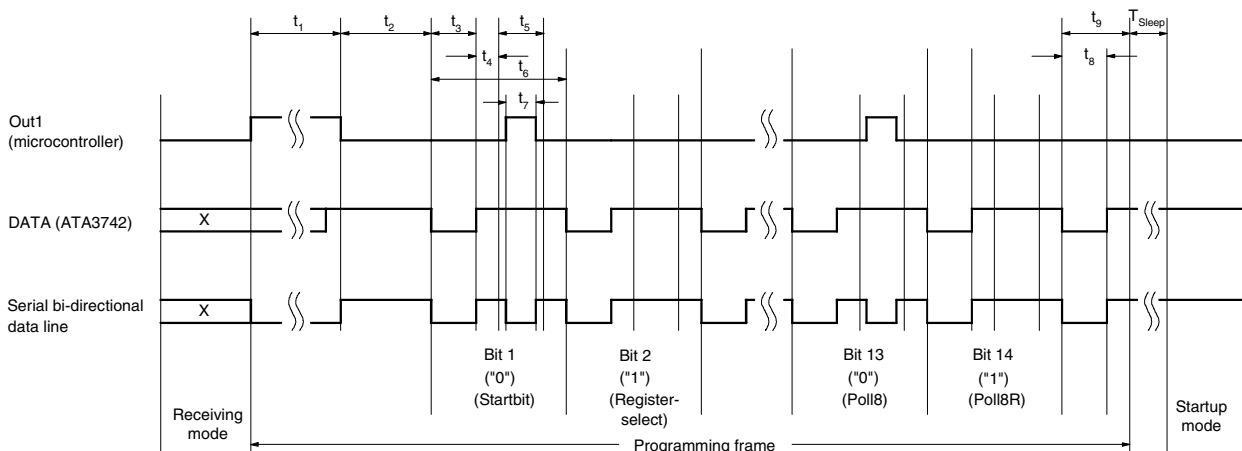 t1
t2
t3
t5
t9
TSleep
t4
t6
t8
t7
Out1
(microcontroller)
DATA (ATA3742)
X
Serial bi-directional
data line
X
Bit 1
("0")
(Startbit)
Bit 2
("1")
(Register-
select)
Bit 13
("0")
(Poll8)
Bit 14
("1")
(Poll8R)
Receiving
mode
Startup
mode
Programming frame